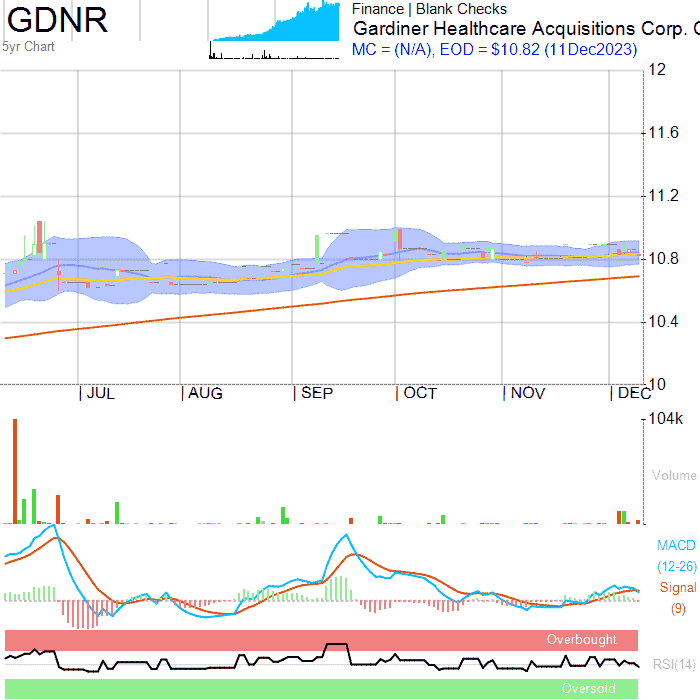 GDNR
5yr Chart
Finance | Blank Checks
Gardiner Healthcare Acquisitions Corp.
MC = (N/A), EOD = $10.82 (11Dec2023)
12
11.6
11.2
10.8
10.4
10
| JUL | AUG | SEP | OCT | NOV | DEC
104k
Volume
MACD
(12-26)
Signal
(9)
Overbought
RSI(14)
Oversold